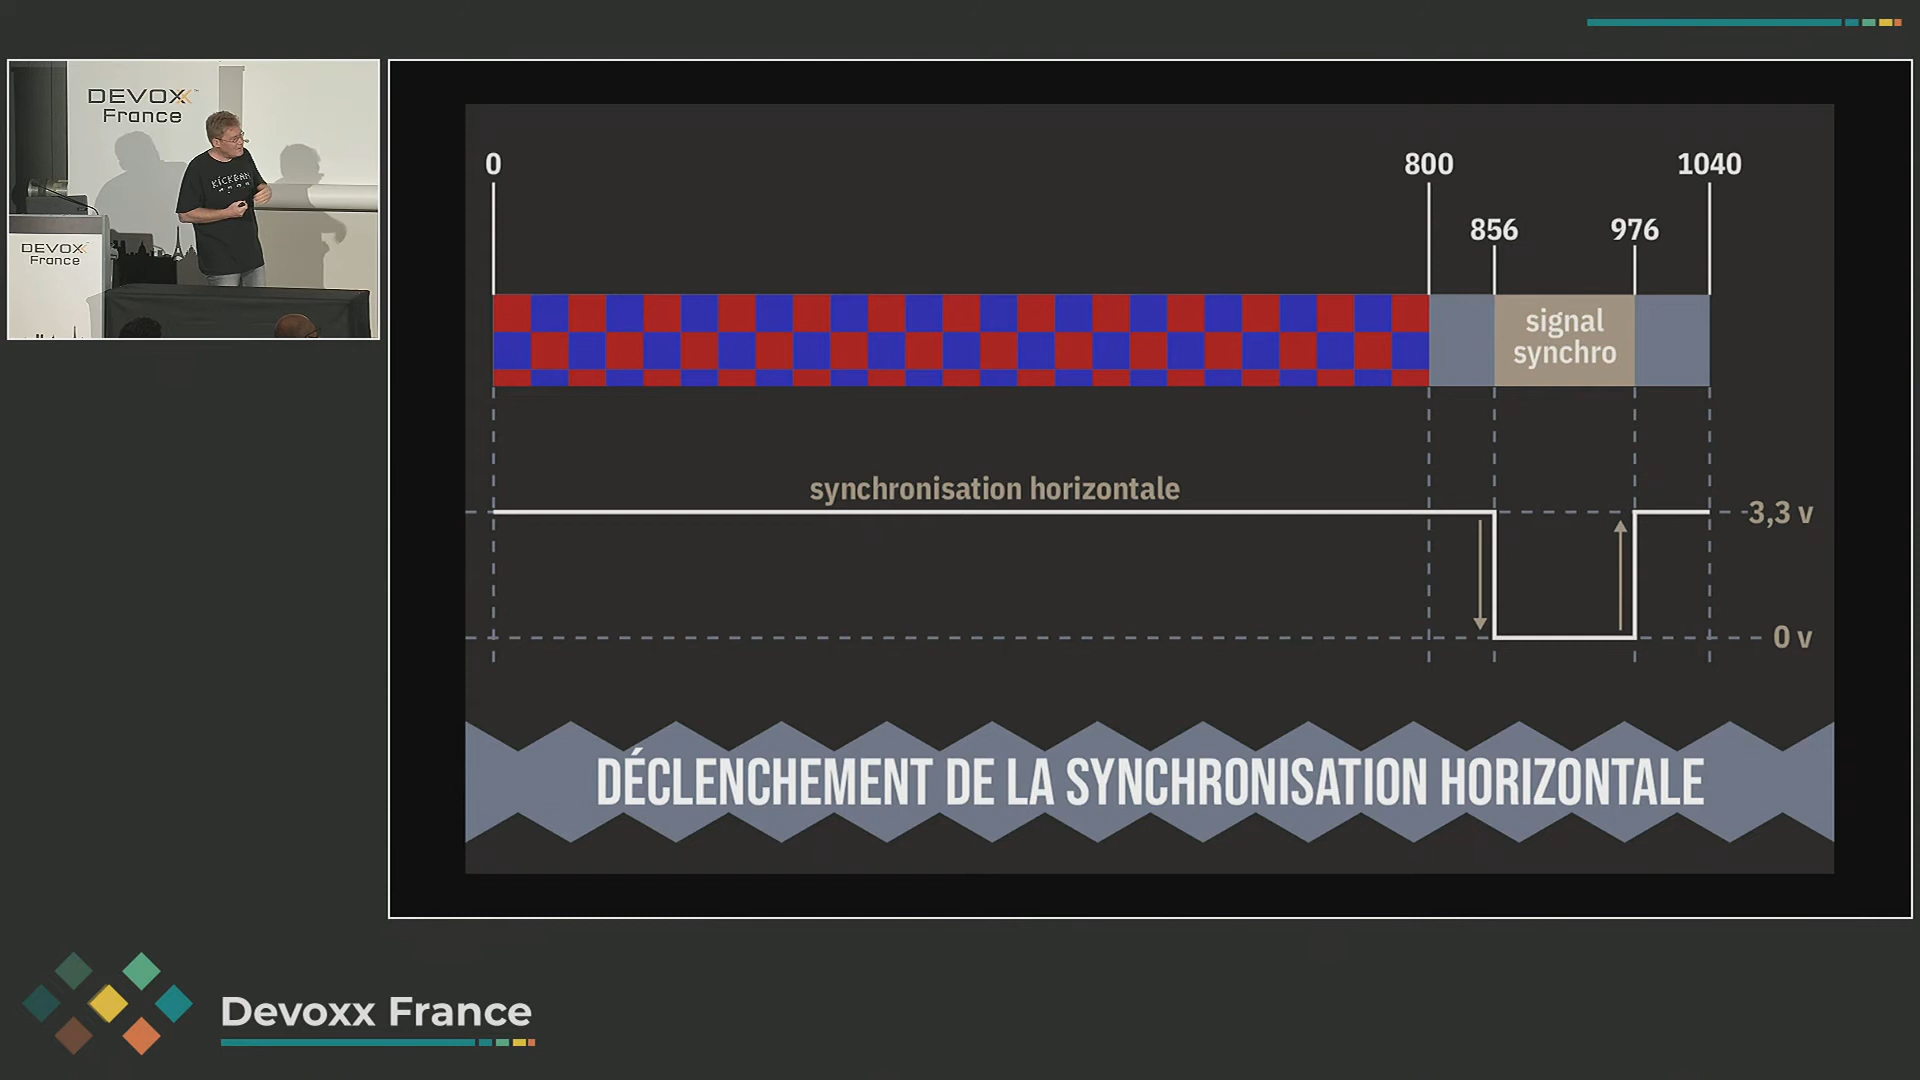 DEVOXX
France
KICKBAN
DEVOXX
France
0
800
1040
856
976
signal
synchro
synchronisation horizontale
3,3 v
0 v
DÉCLENCHEMENT DE LA SYNCHRONISATION HORIZONTALE
Devoxx France